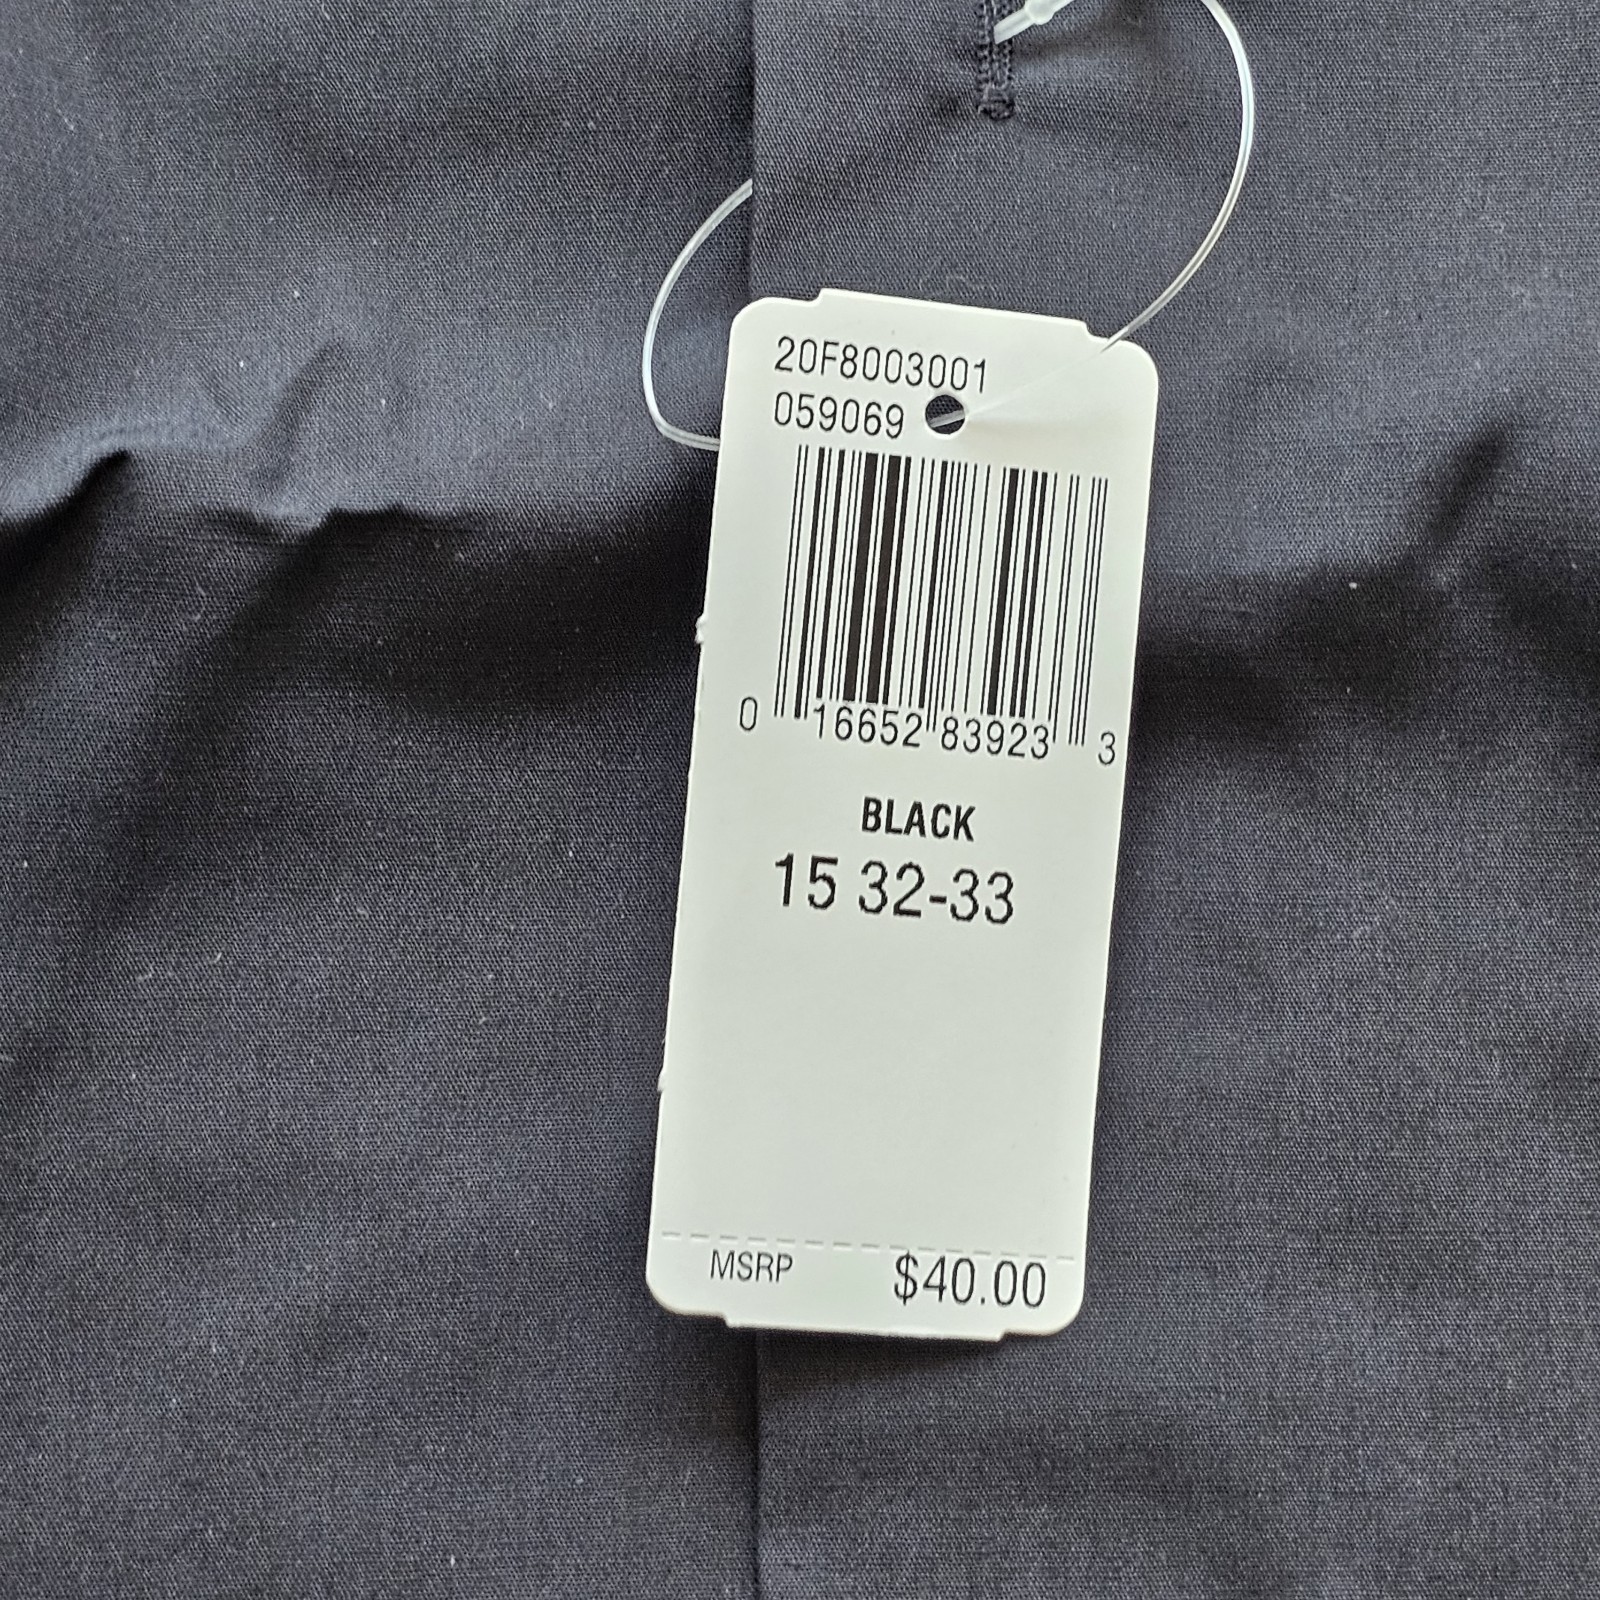 20F8003001
059069
0 16652 83923 3
BLACK
15 32-33
MSRP $40.00